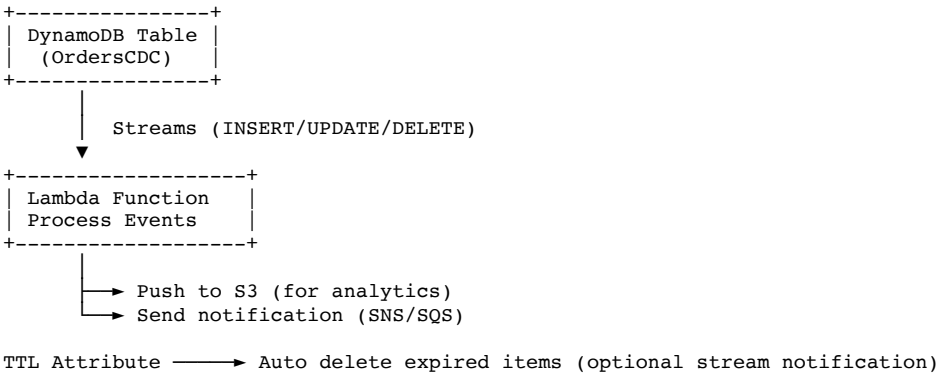 DynamoDB Table
(OrdersCDC)
Streams (INSERT/UPDATE/DELETE)
Lambda Function
Process Events
Push to S3 (for analytics)
Send notification (SNS/SQS)
TTL Attribute ────► Auto delete expired items (optional stream notification)